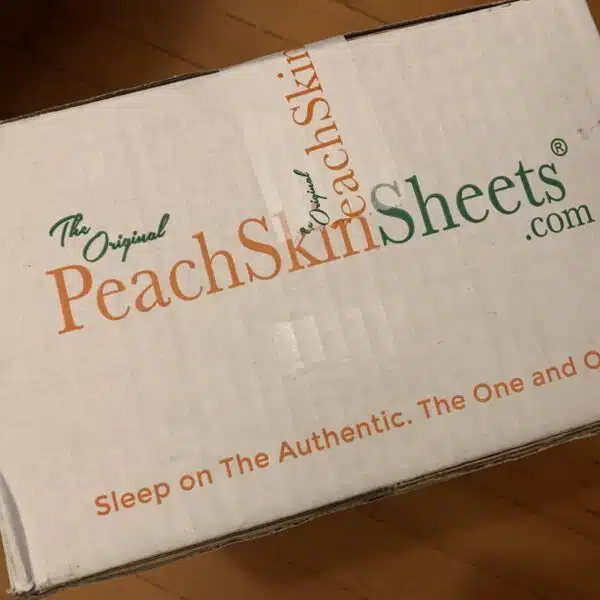 The Original
PeachSkinSheets®
.com
The Original
PeachSkin
Sleep on The Authentic. The One and O